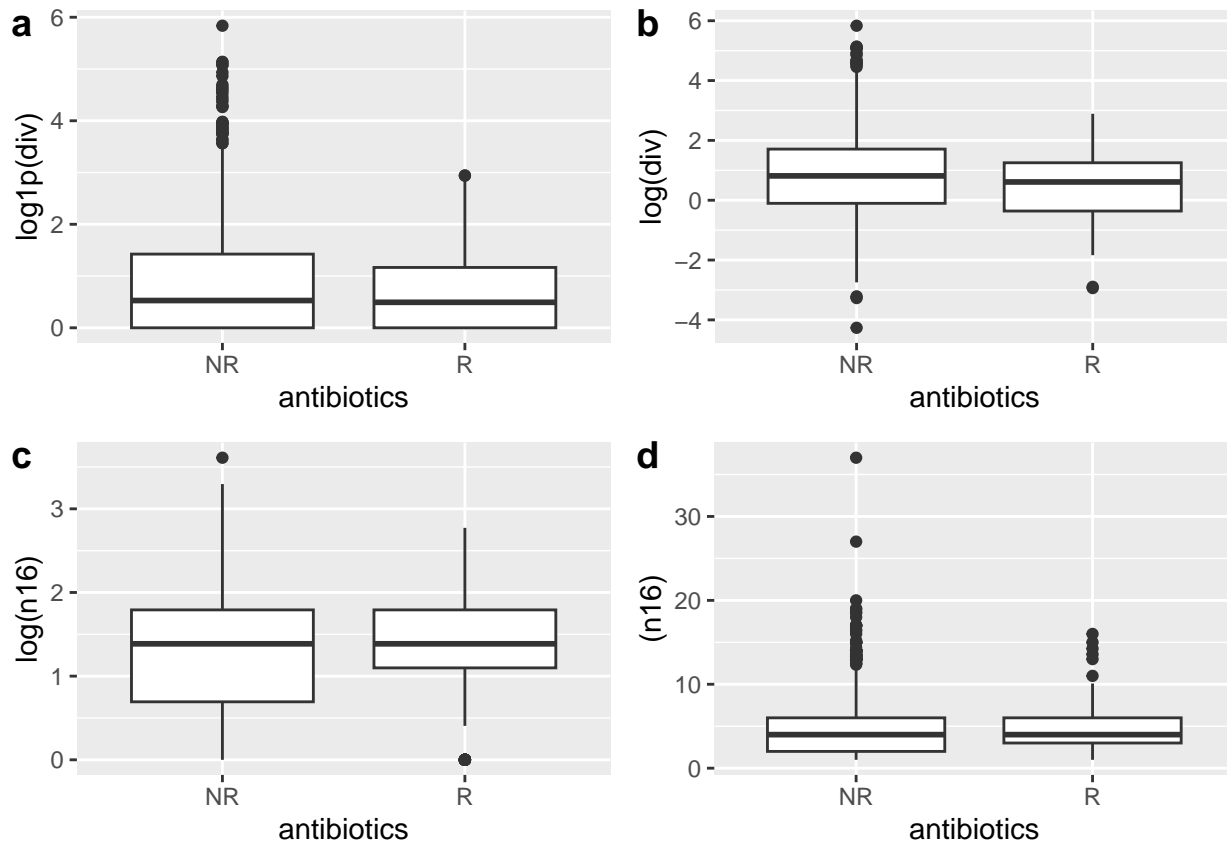 a
6
4
2
0
log1p(div)
NR
R
antibiotics
b
6
4
2
0
−2
−4
log(div)
NR
R
antibiotics
c
3
2
1
0
log(n16)
NR
R
antibiotics
d
30
20
10
0
(n16)
NR
R
antibiotics